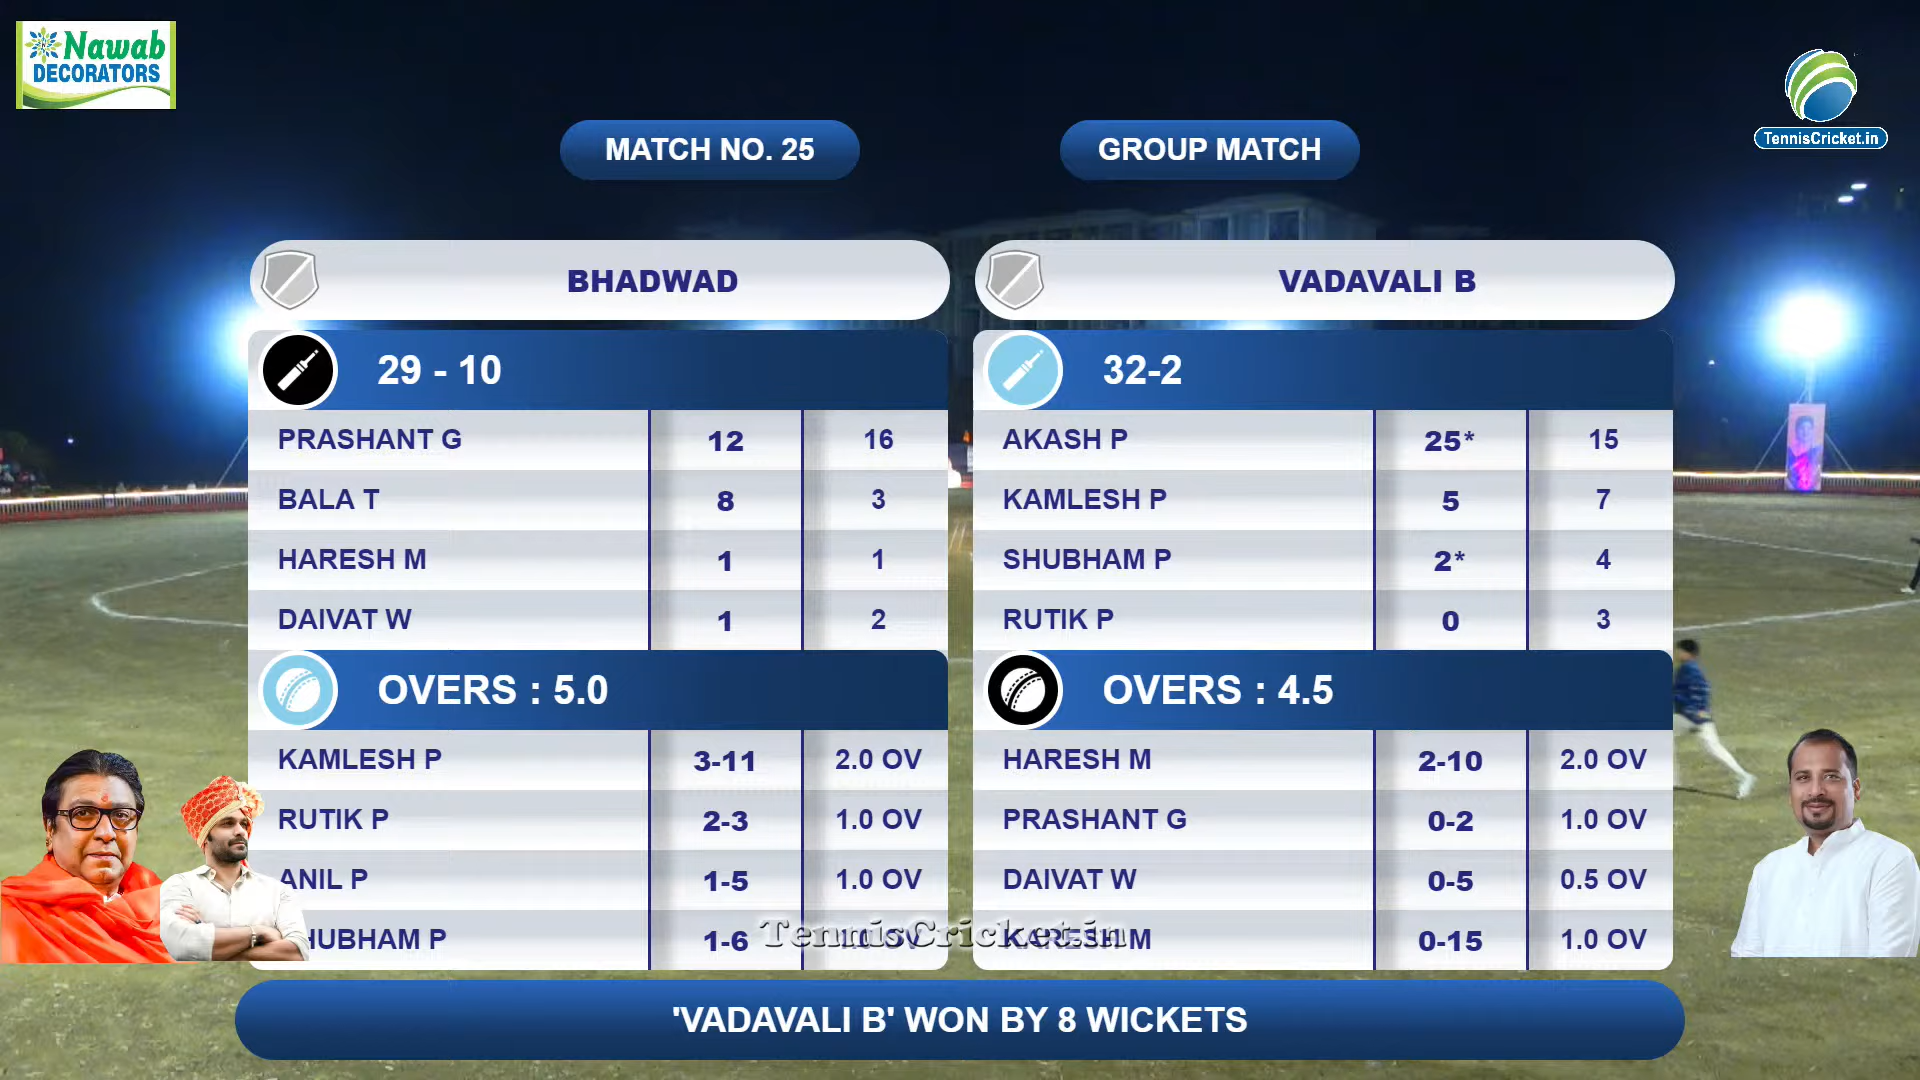 Nawab
DECORATORS
TennisCricket.in
MATCH NO. 25
GROUP MATCH
BHADWAD
29 - 10
PRASHANT G 12 16
BALA T 8 3
HARESH M 1 1
DAIVAT W 1 2
OVERS : 5.0
KAMLESH P 3-11 2.0 OV
RUTIK P 2-3 1.0 OV
ANIL P 1-5 1.0 OV
HUBHAM P 1-6 1.0 OV
VADAVALI B
32-2
AKASH P 25* 15
KAMLESH P 5 7
SHUBHAM P 2* 4
RUTIK P 0 3
OVERS : 4.5
HARESH M 2-10 2.0 OV
PRASHANT G 0-2 1.0 OV
DAIVAT W 0-5 0.5 OV
M 0-15 1.0 OV
TennisCricket.in
'VADAVALI B' WON BY 8 WICKETS